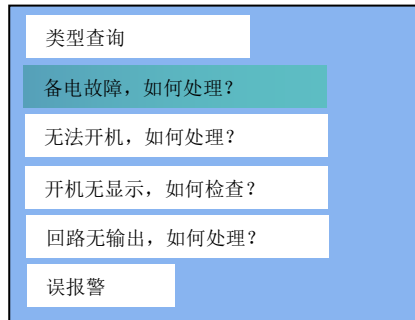 类型查询
备电故障，如何处理？
无法开机，如何处理？
开机无显示，如何检查？
回路无输出，如何处理？
误报警